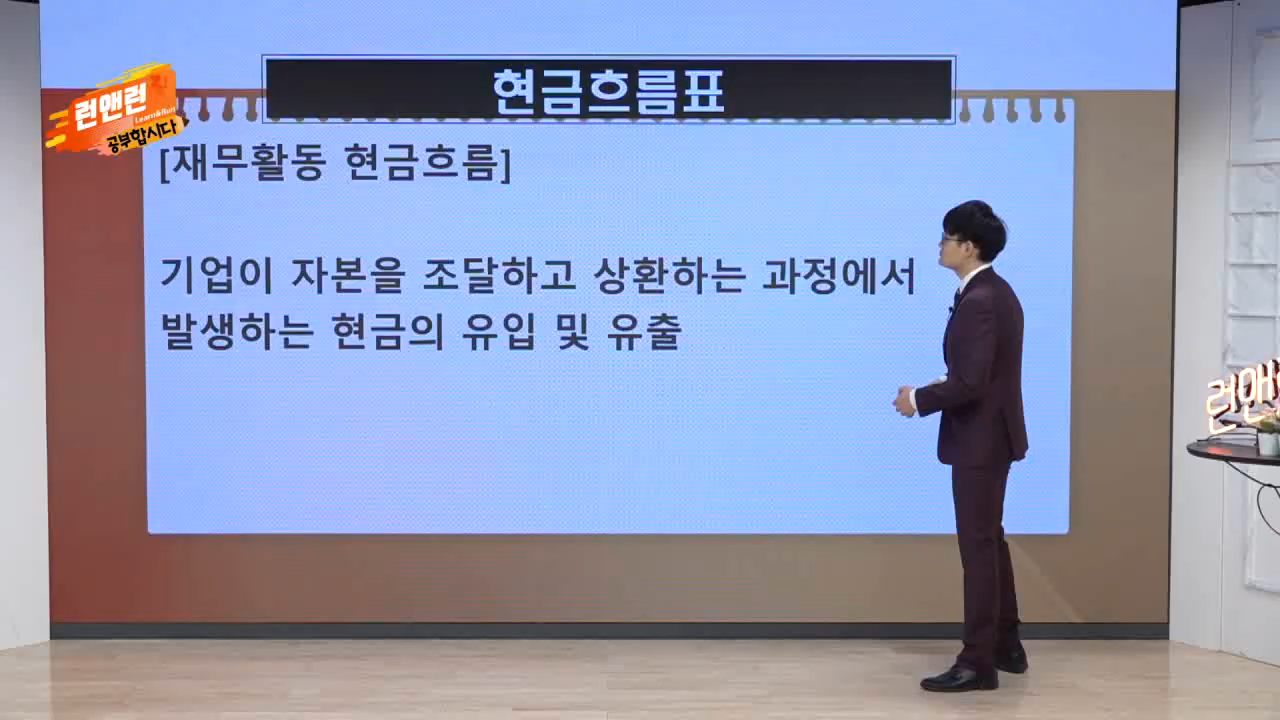 현금흐름표
런앤런
Learn&Run
공부합시다
[재무활동 현금흐름]
기업이 자본을 조달하고 상환하는 과정에서
발생하는 현금의 유입 및 유출